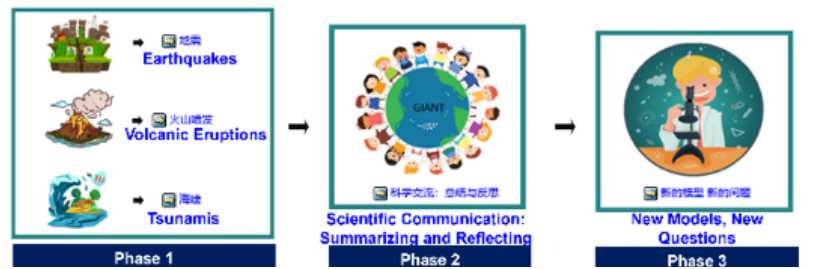 地震
Earthquakes
火山喷发
Volcanic Eruptions
海啸
Tsunamis
Phase 1
GIANT
科学交流：总结与反思
Scientific Communication:
Summarizing and Reflecting
Phase 2
新的模型 新的问题
New Models, New
Questions
Phase 3